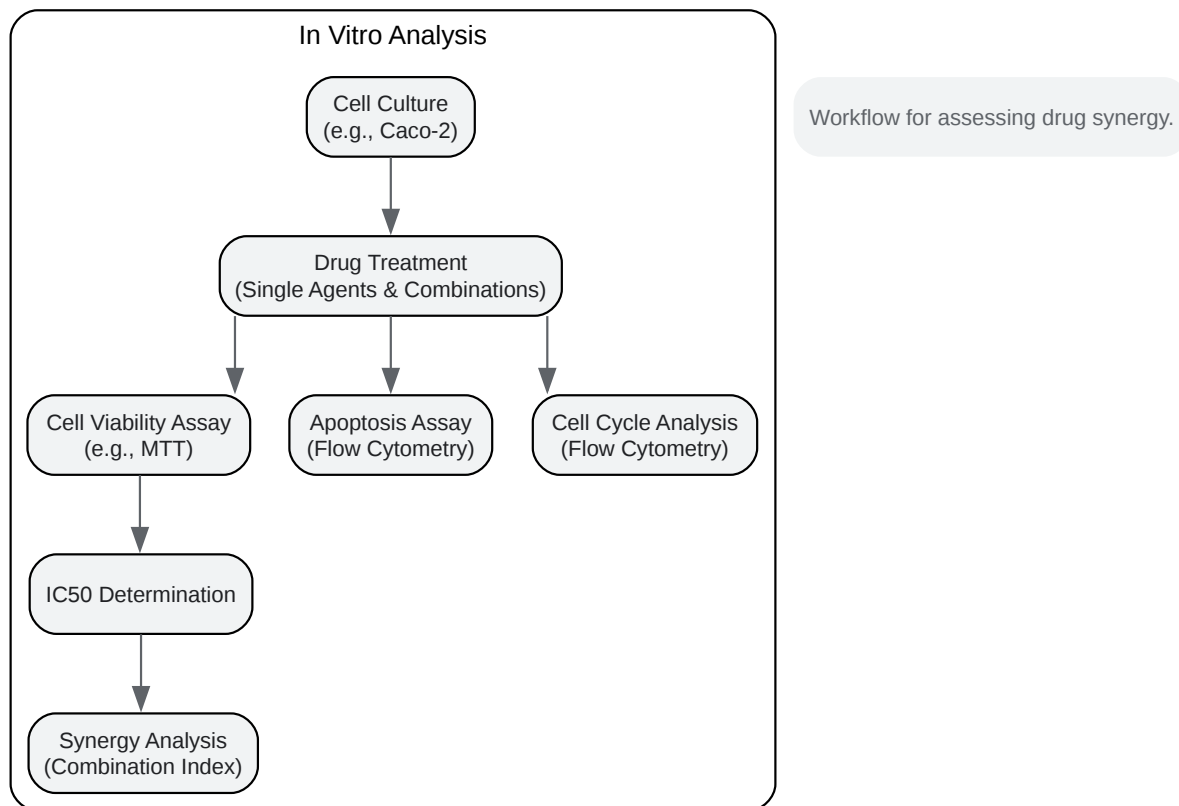 In Vitro Analysis
Cell Culture
(e.g., Caco-2)
Workflow for assessing drug synergy.
Drug Treatment
(Single Agents & Combinations)
Cell Viability Assay
(e.g., MTT)
Apoptosis Assay
(Flow Cytometry)
Cell Cycle Analysis
(Flow Cytometry)
IC50 Determination
Synergy Analysis
(Combination Index)